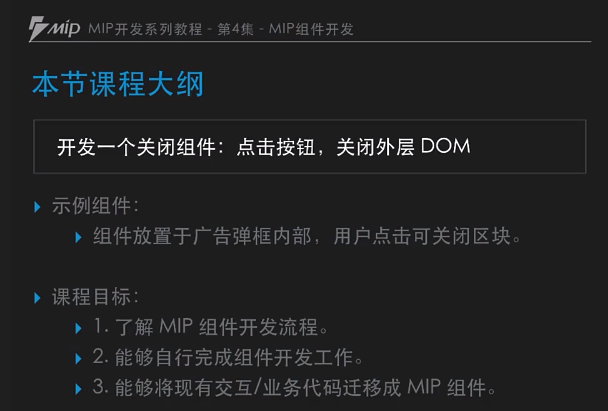 mip MIP开发系列教程 - 第4集 - MIP组件开发
本节课程大纲
开发一个关闭组件：点击按钮，关闭外层 DOM
示例组件：
组件放置于广告弹框内部，用户点击可关闭区块。
课程目标：
1. 了解 MIP 组件开发流程。
2. 能够自行完成组件开发工作。
3. 能够将现有交互/业务代码迁移成 MIP 组件。